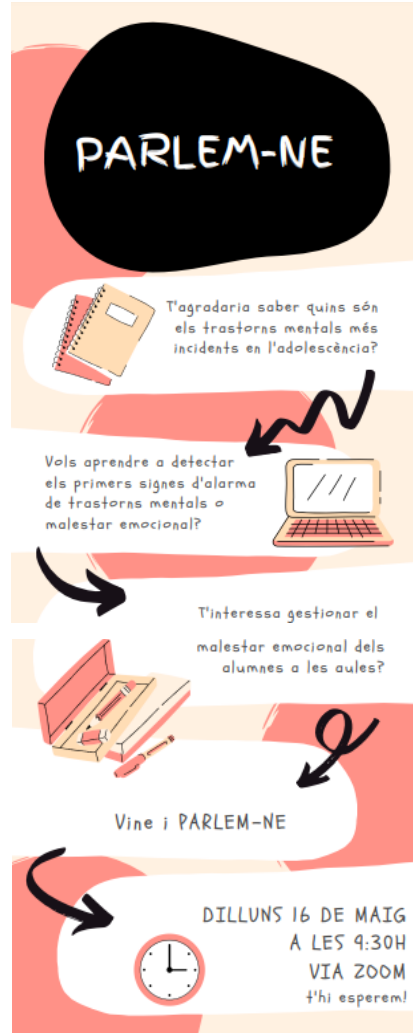 PARLEM-NE
T'agradaria saber quins són
els trastorns mentals més
incidents en l'adolescència?
Vols aprendre a detectar
els primers signes d'alarma
de trastorns mentals o
malestar emocional?
T'interessa gestionar el
malestar emocional dels
alumnes a les aules?
Vine i PARLEM-NE
DILLUNS 16 DE MAIG
A LES 9:30H
VIA ZOOM
t'hi esperem!